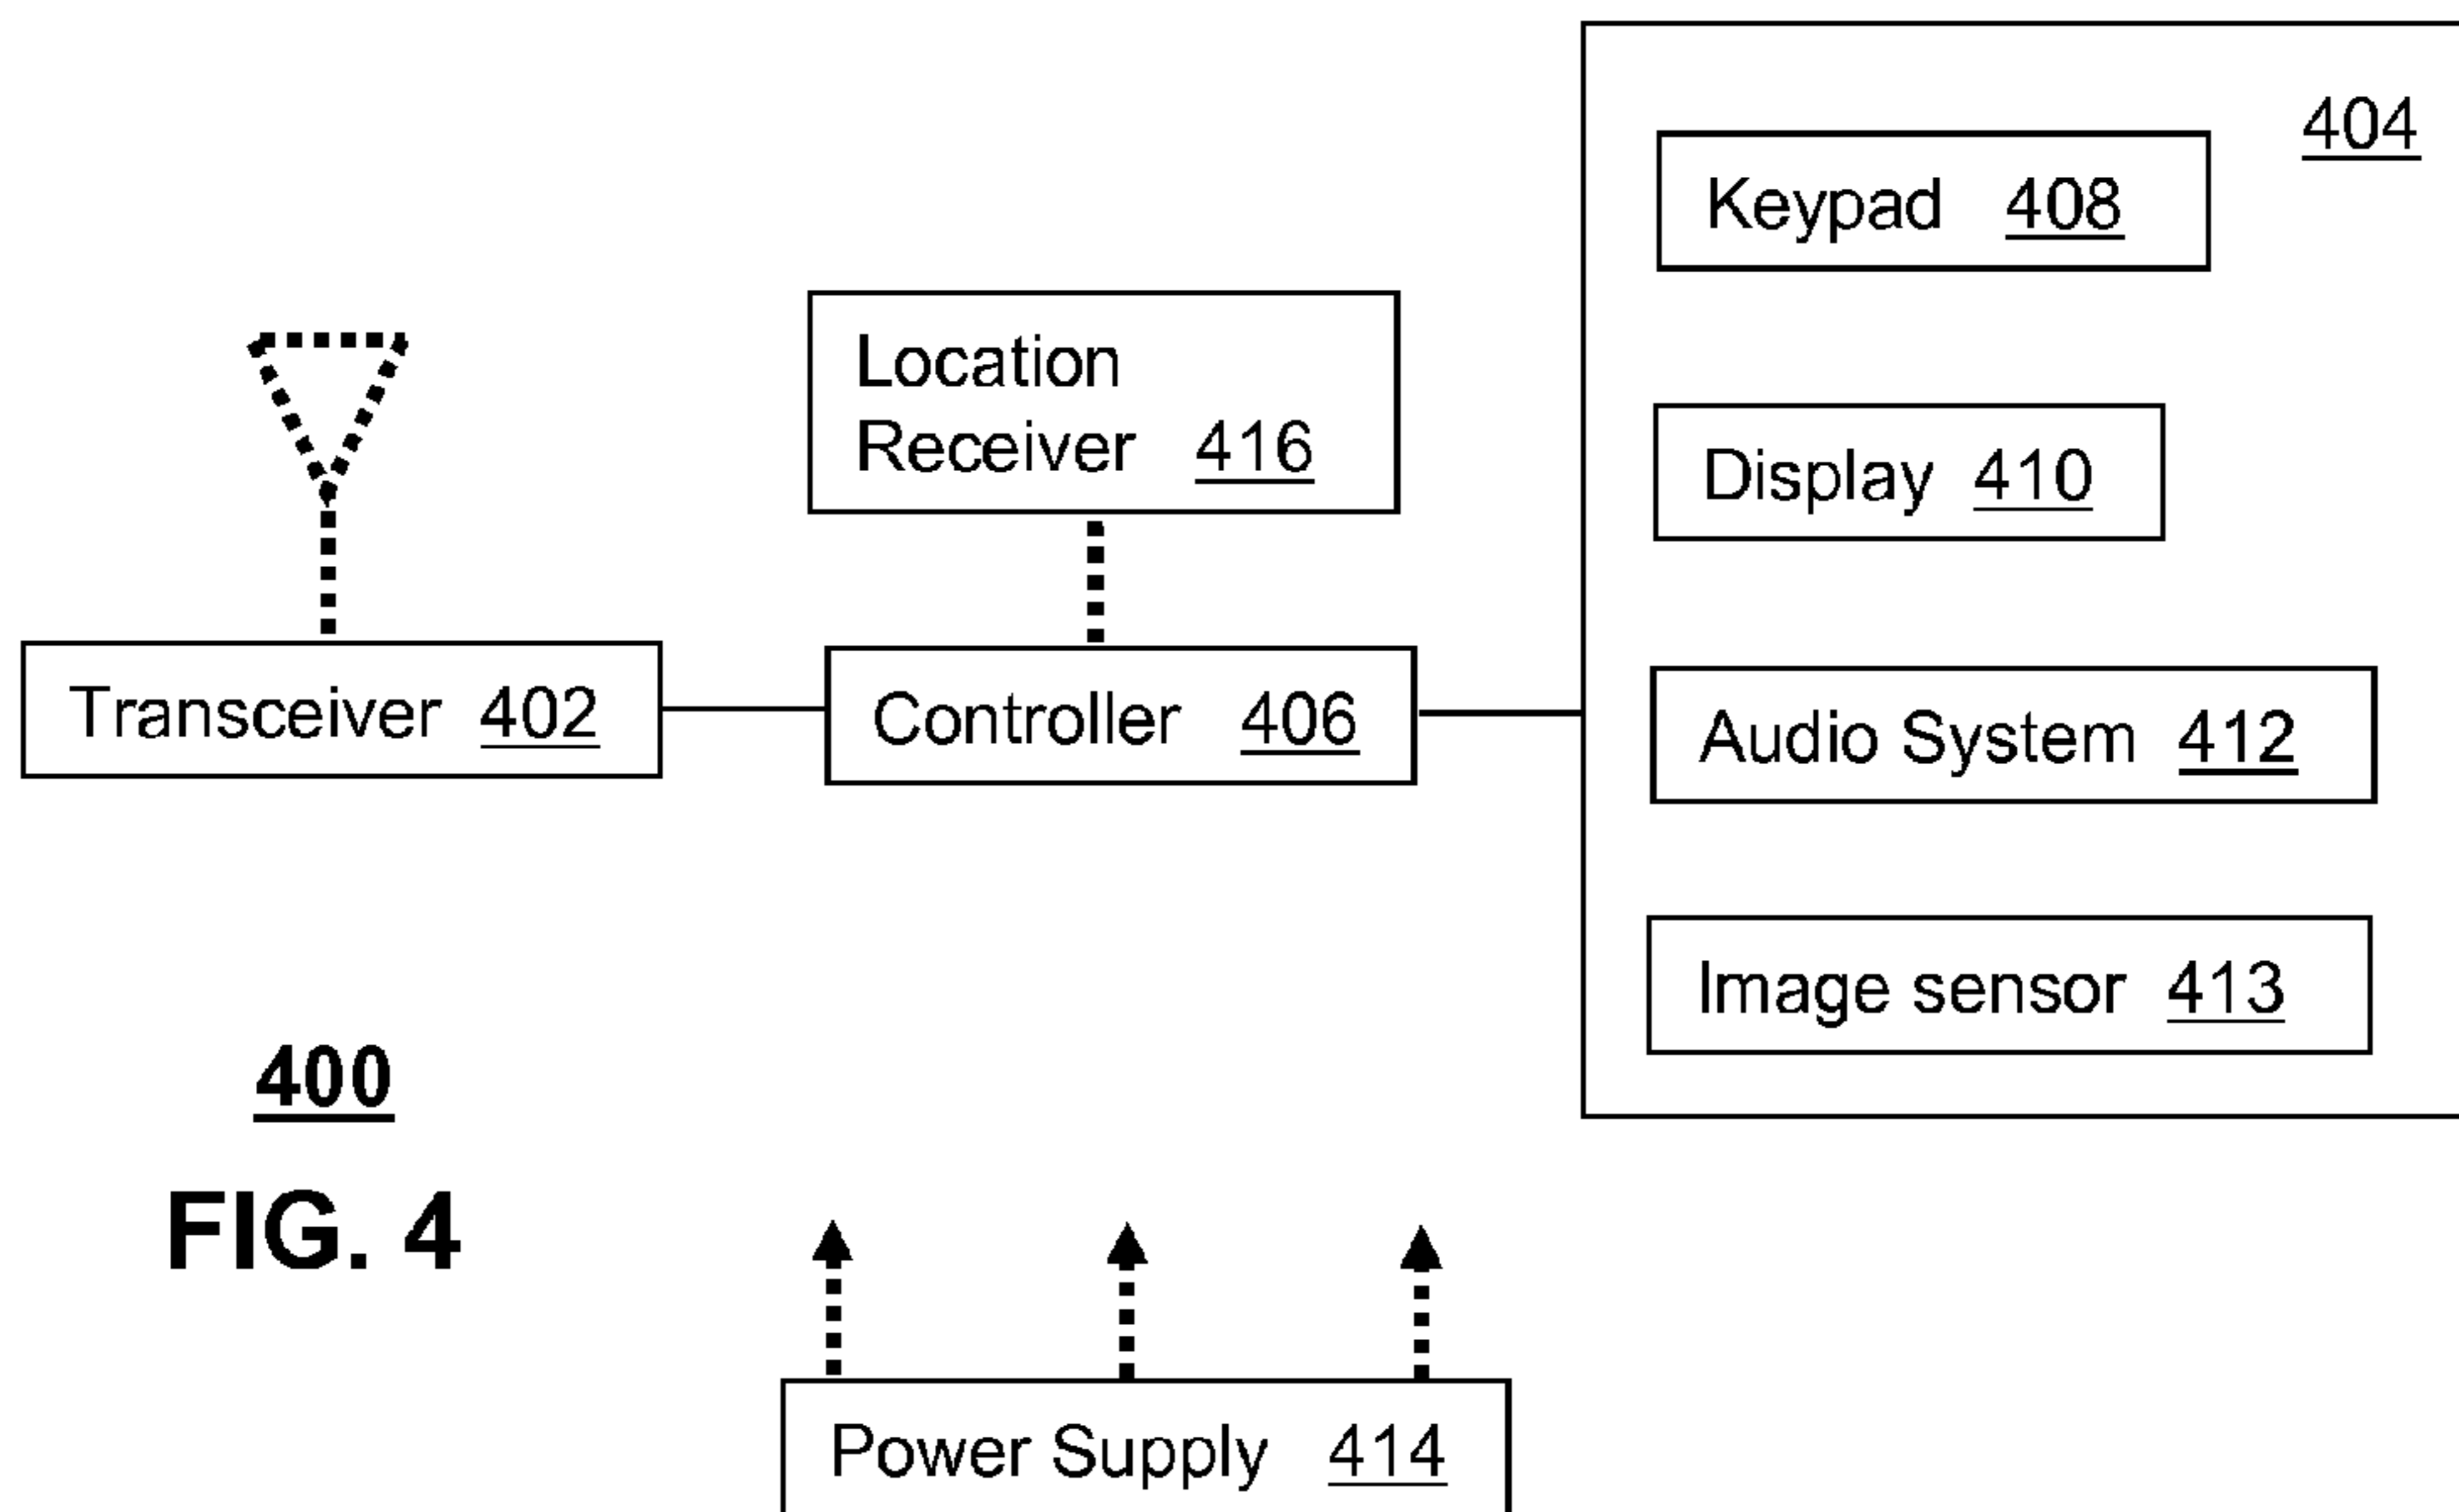 404
Keypad 408
Location
Receiver 416
Display 410
Transceiver 402
Controller 406
Audio System 412
Image sensor 413
400
FIG. 4
Power Supply 414